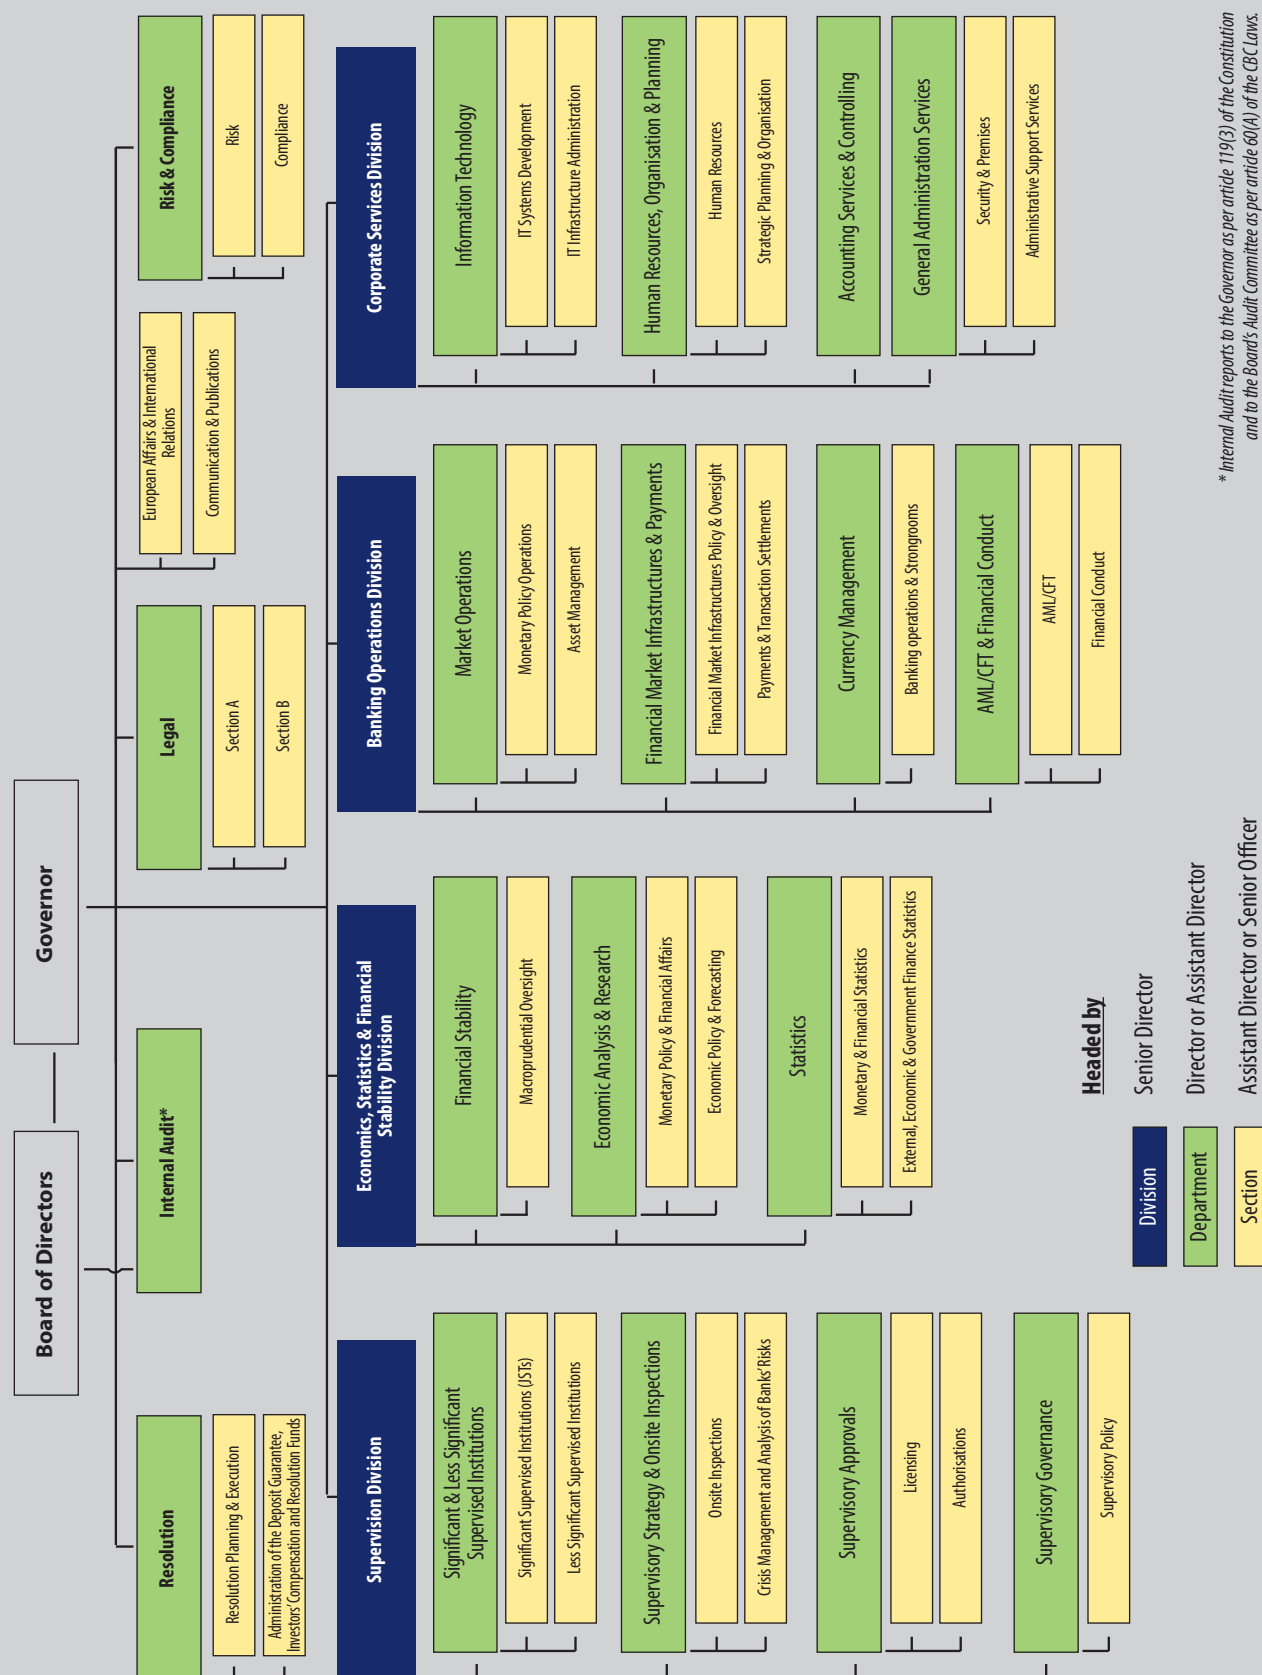 Board of Directors
Governor
Resolution
Resolution Planning & Execution
Administration of the Deposit Guarantee,
Investors' Compensation and Resolution Funds
Internal Audit*
Legal
Section A
Section B
European Affairs & International
Relations
Communication & Publications
Risk & Compliance
Risk
Compliance
Supervision Division
Significant & Less Significant
Supervised Institutions
Significant Supervised Institutions (JSTs)
Less Significant Supervised Institutions
Supervisory Strategy & Onsite Inspections
Onsite Inspections
Crisis Management and Analysis of Banks' Risks
Supervisory Approvals
Licensing
Authorisations
Supervisory Governance
Supervisory Policy
Economics, Statistics & Financial
Stability Division
Financial Stability
Macroprudential Oversight
Economic Analysis & Research
Monetary Policy & Financial Affairs
Economic Policy & Forecasting
Statistics
Monetary & Financial Statistics
External, Economic & Government Finance Statistics
Banking Operations Division
Market Operations
Monetary Policy Operations
Asset Management
Financial Market Infrastructures & Payments
Financial Market Infrastructures Policy & Oversight
Payments & Transaction Settlements
Currency Management
Banking operations & Strongrooms
AML/CFT & Financial Conduct
AML/CFT
Financial Conduct
Corporate Services Division
Information Technology
IT Systems Development
IT Infrastructure Administration
Human Resources, Organisation & Planning
Human Resources
Strategic Planning & Organisation
Accounting Services & Controlling
General Administration Services
Security & Premises
Administrative Support Services
Headed by
Division Senior Director
Department Director or Assistant Director
Section Assistant Director or Senior Officer
* Internal Audit reports to the Governor as per article 119(3) of the Constitution
and to the Board's Audit Committee as per article 60(A) of the CBC Laws.